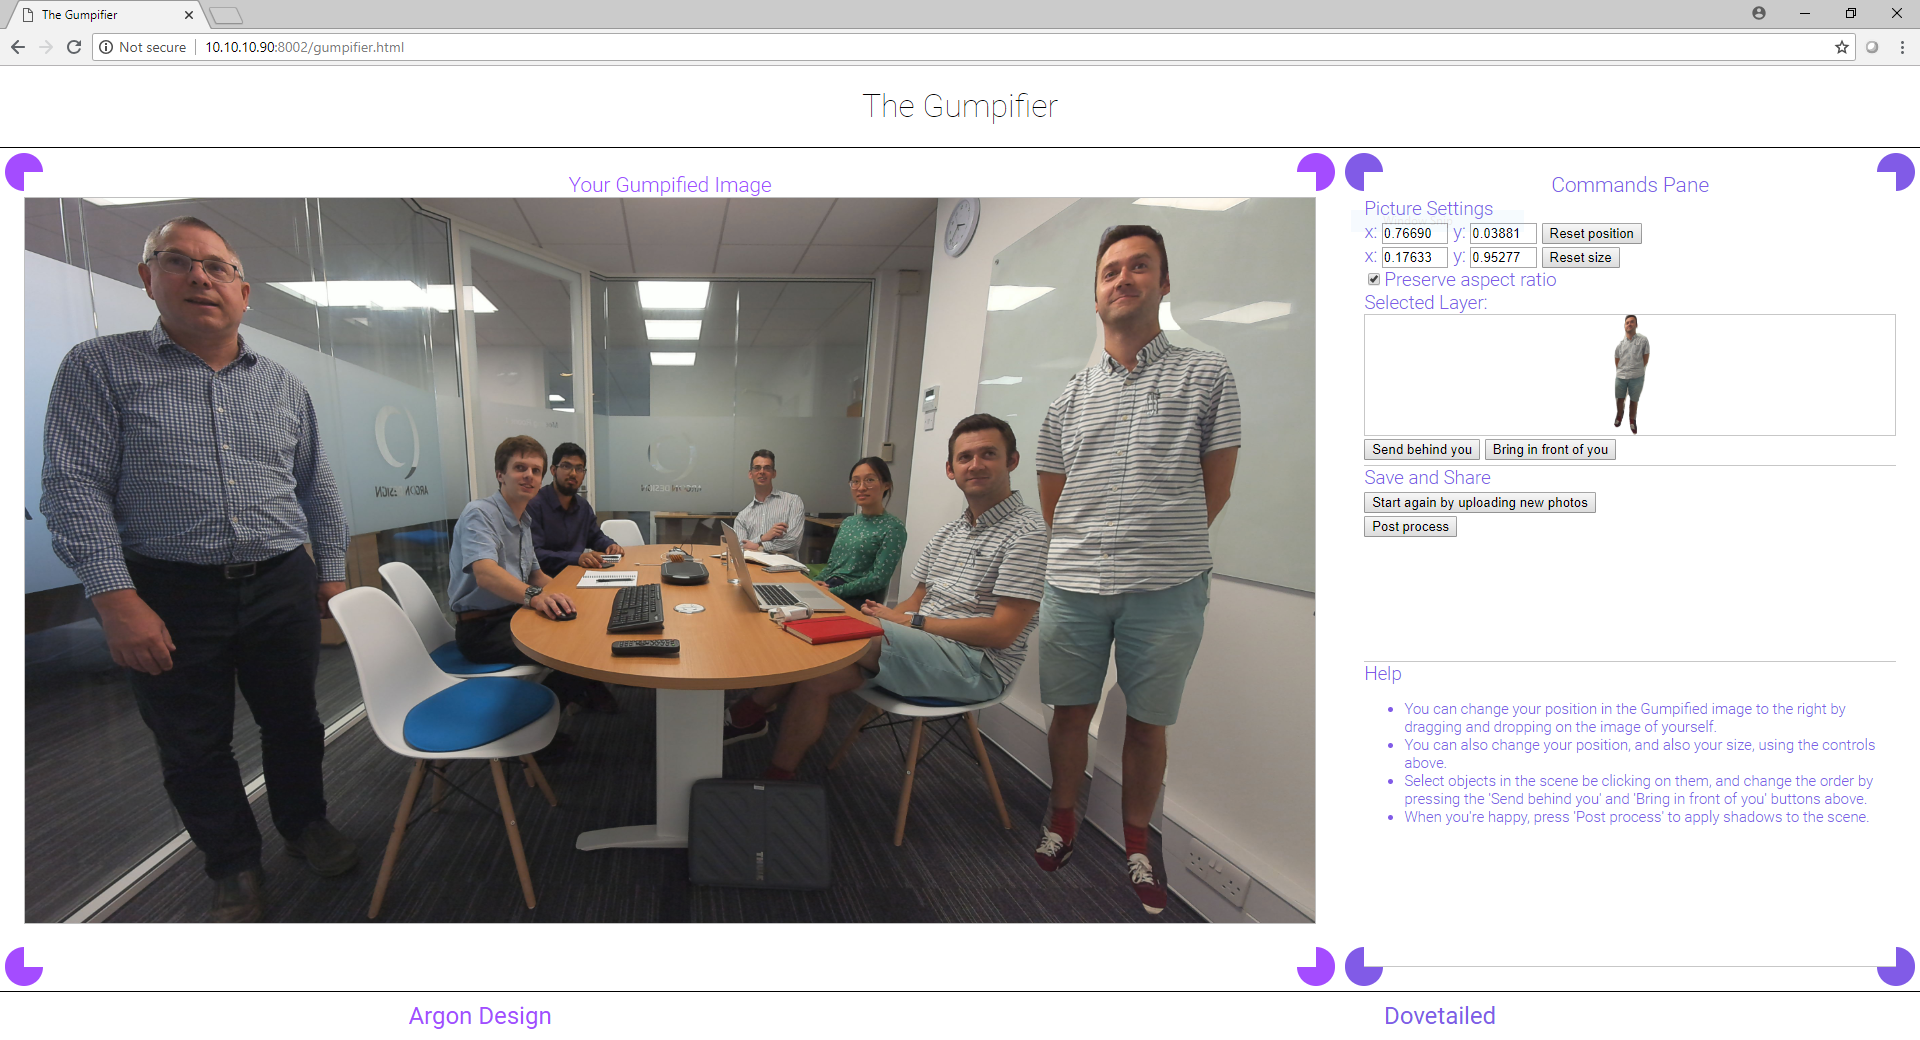 The Gumpifier
Not secure
10.10.10.90:8002/gumpifier.html
The Gumpifier
Your Gumpified Image
ARGON DESIGN
Commands Pane
Picture Settings
x: 0.76690 y: 0.03881 Reset position
x: 0.17633 y: 0.95277 Reset size
Preserve aspect ratio
Selected Layer:
Send behind you Bring in front of you
Save and Share
Start again by uploading new photos
Post process
Help
You can change your position in the Gumpified image to the right by
dragging and dropping on the image of yourself.
You can also change your position, and also your size, using the controls
above.
Select objects in the scene be clicking on them, and change the order by
pressing the 'Send behind you' and 'Bring in front of you' buttons above.
When you're happy, press 'Post process' to apply shadows to the scene.
Argon Design
Dovetailed